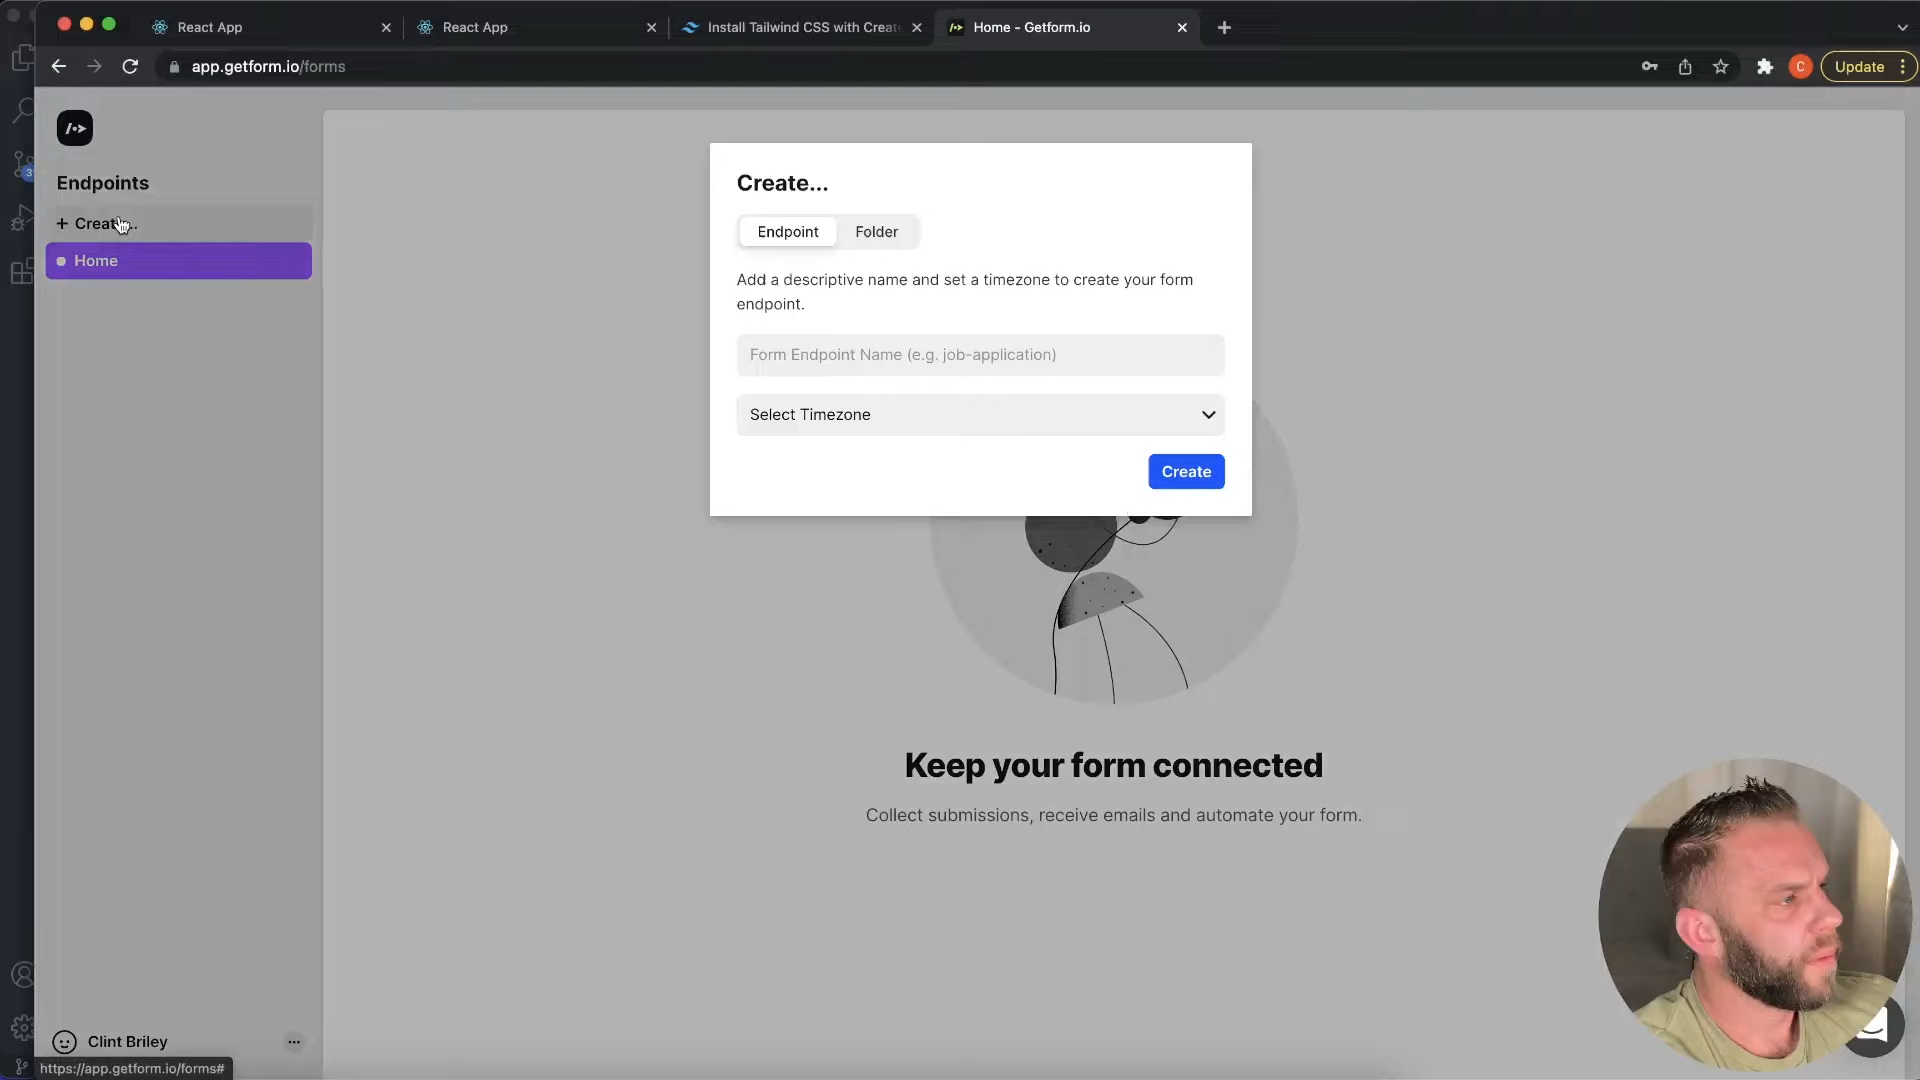 React App
React App
Install Tailwind CSS with Create
Home - Getform.io
app.getform.io/forms
C
Update
Endpoints
+ Create...
Home
3
Create...
Endpoint
Folder
Add a descriptive name and set a timezone to create your form
endpoint.
Form Endpoint Name (e.g. job-application)
Select Timezone
Create
Keep your form connected
Collect submissions, receive emails and automate your form.
Clint Briley
https://app.getform.io/forms#